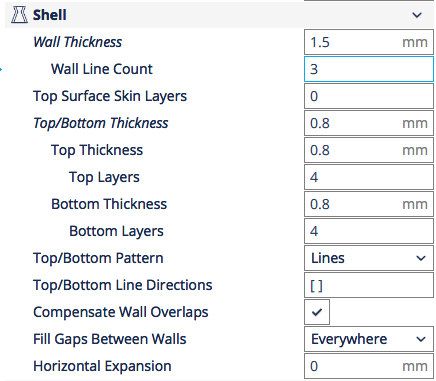 Shell
Wall Thickness 1.5 mm
Wall Line Count 3
Top Surface Skin Layers 0
Top/Bottom Thickness 0.8 mm
Top Thickness 0.8 mm
Top Layers 4
Bottom Thickness 0.8 mm
Bottom Layers 4
Top/Bottom Pattern Lines
Top/Bottom Line Directions [ ]
Compensate Wall Overlaps
Fill Gaps Between Walls Everywhere
Horizontal Expansion 0 mm